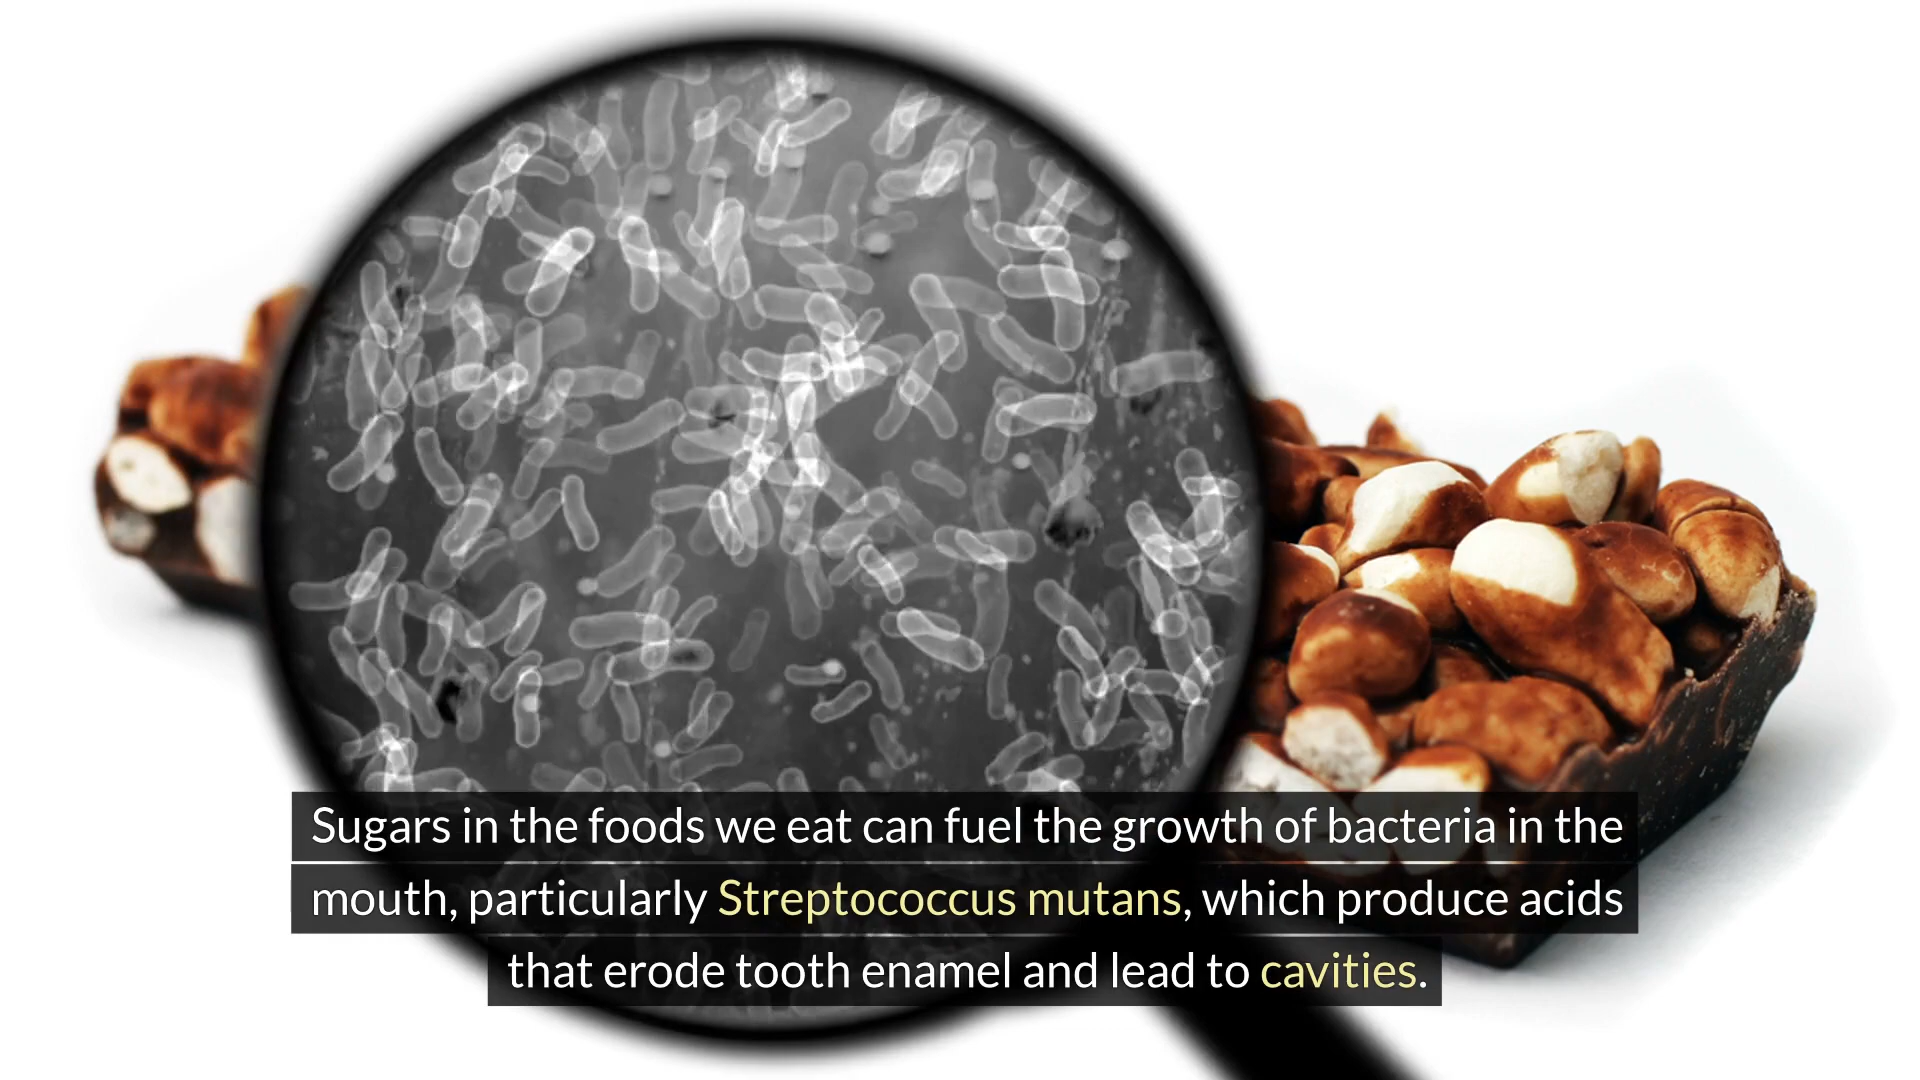 Sugars in the foods we eat can fuel the growth of bacteria in the
mouth, particularly Streptococcus mutans, which produce acids
that erode tooth enamel and lead to cavities.